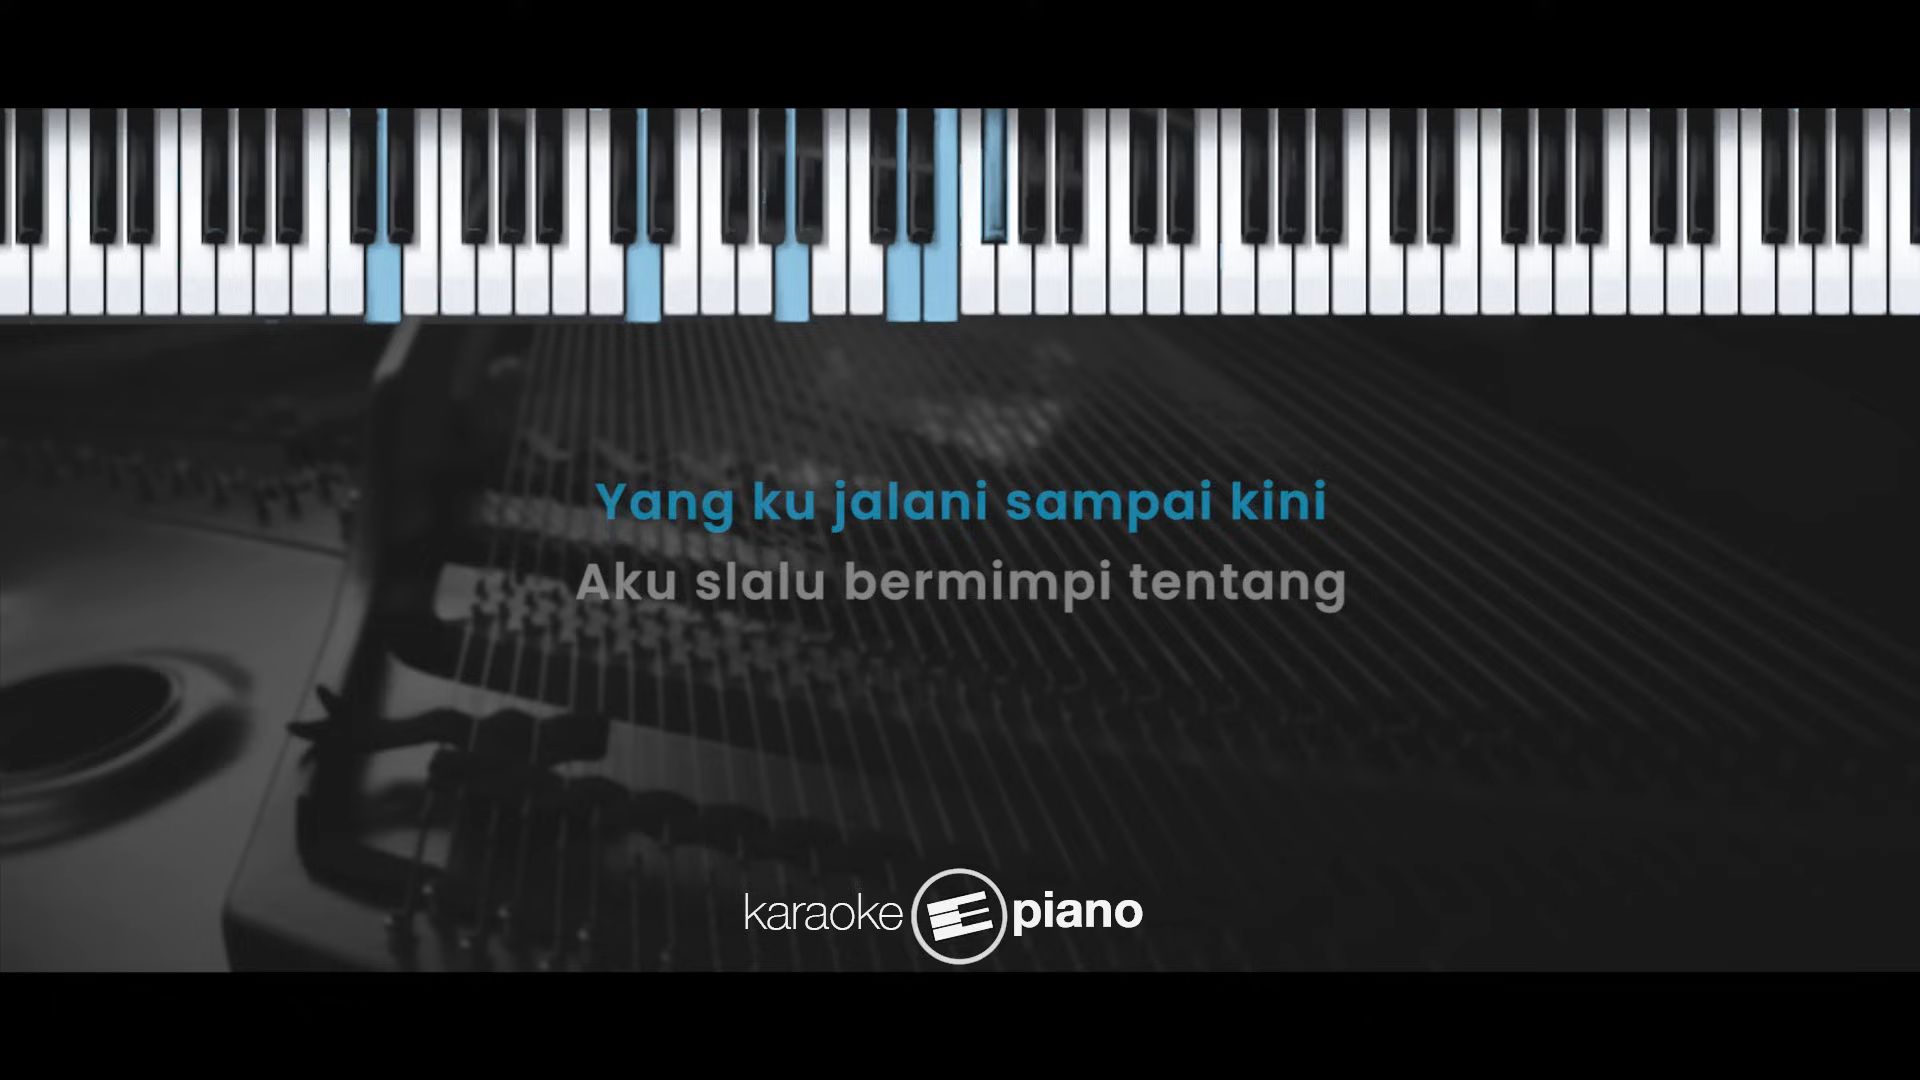 Yang ku jalani sampai kini
Aku slalu bermimpi tentang
karaoke piano